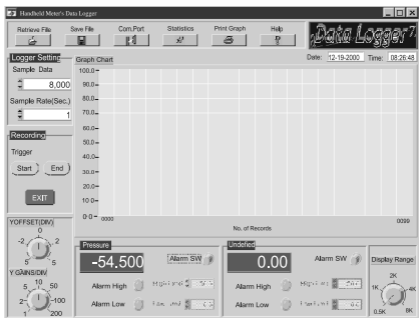 Handheld Meter's Data Logger
Retrieve File
Save File
Com.Port
Statistics
Print Graph
Help
Data Logger
Logger Setting
Sample Data
8,000
Sample Rate(Sec.)
1
Recording
Trigger
Start
End
EXIT
YOFFSET(DIV)
0
-2 2
5 5
Y GAINS/DIV
5 10 50
2 100
1 200
Graph Chart
Date: 12-19-2000 Time: 08:26:48
100.0-
90.0-
80.0-
70.0-
60.0-
50.0-
40.0-
30.0-
20.0-
10.0-
0-0-
0000
0099
No. of Records
Pressure
-54.500
Alarm SW
Alarm High
Alarm Low
Undefied
0.00
Alarm SW
Alarm High
Alarm Low
Display Range
2K
1K 4K
0.5K 8K